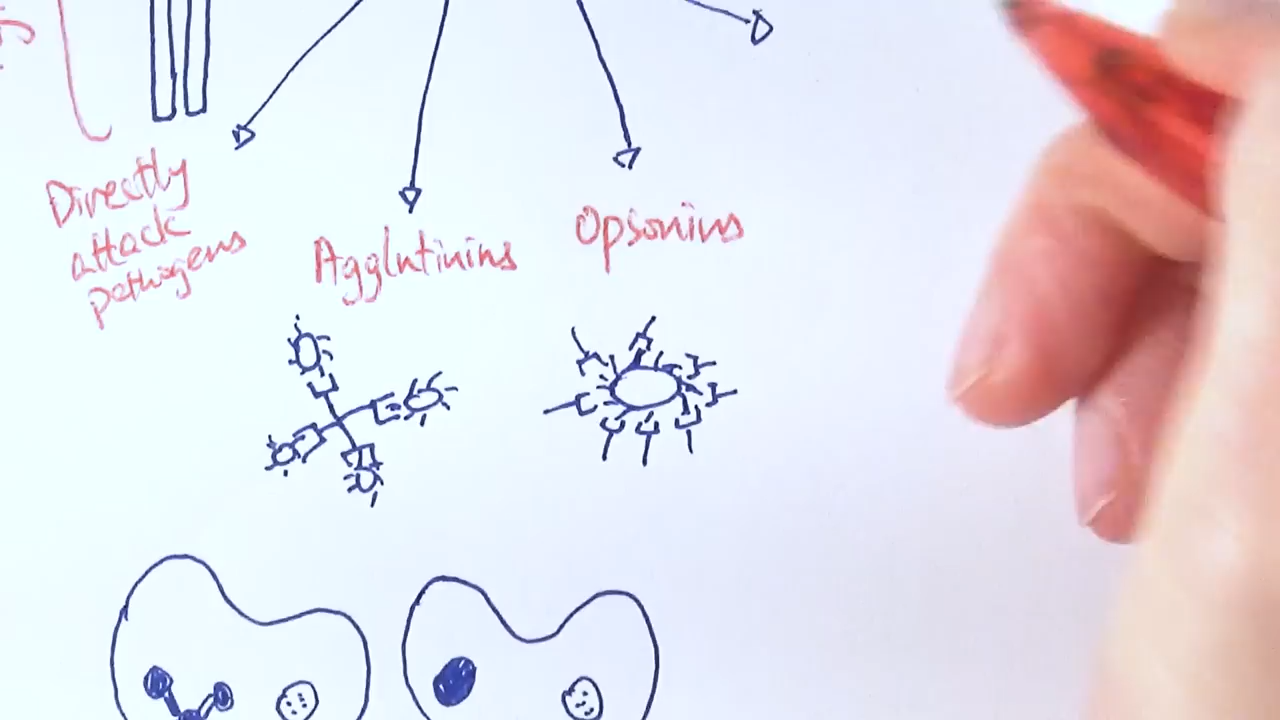 Directly
attack
pathogens
Agglutinins
Opsonins